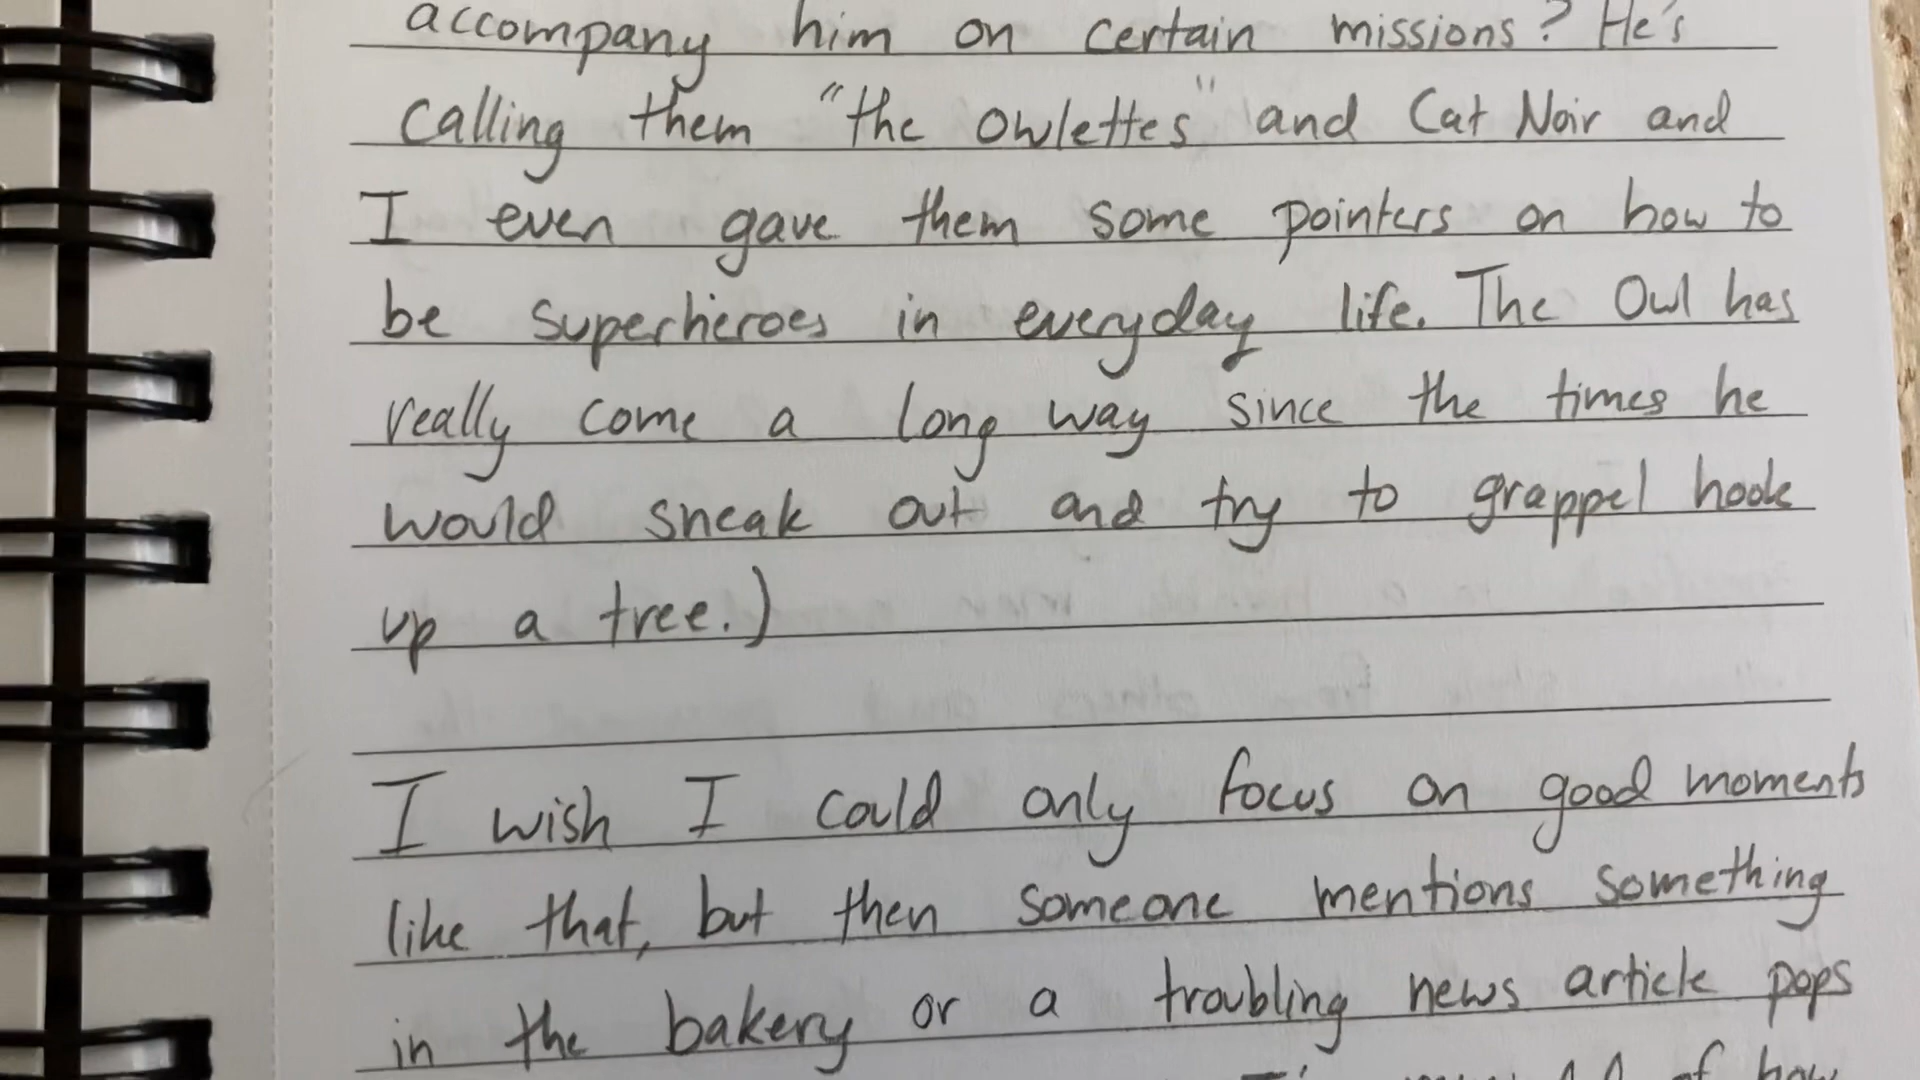 accompany him on certain missions? He's
calling them "the Owlettes" and Cat Noir and
I even gave them some pointers on how to
be superheroes in everyday life. The Owl has
really come a long way since the times he
would sneak out and try to grappel hook
up a tree.)
I wish I could only focus on good moments
like that, but then someone mentions something
in the bakery or a troubling news article pops
of how